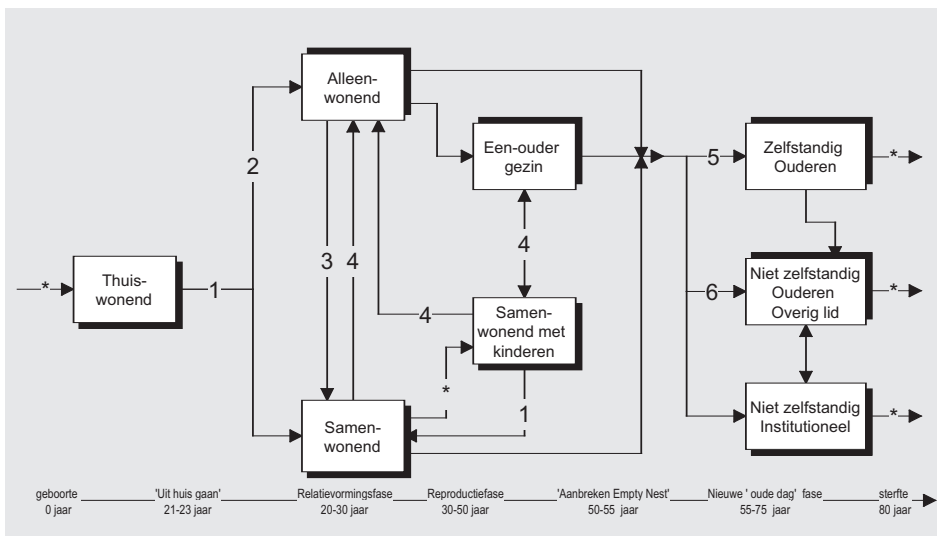 Alleen-
wonend
2
Een-ouder
gezin
5
Zelfstandig
Ouderen
*
3
4
4
*
Thuis-
wonend
1
6
Niet zelfstandig
Ouderen
Overig lid
*
4
Samen-
wonend met
kinderen
*
1
Samen-
wonend
Niet zelfstandig
Institutioneel
*
geboorte
0 jaar
'Uit huis gaan'
21-23 jaar
Relatievormingsfase
20-30 jaar
Reproductiefase
30-50 jaar
'Aanbreken Empty Nest'
50-55 jaar
Nieuwe ' oude dag' fase
55-75 jaar
sterfte
80 jaar